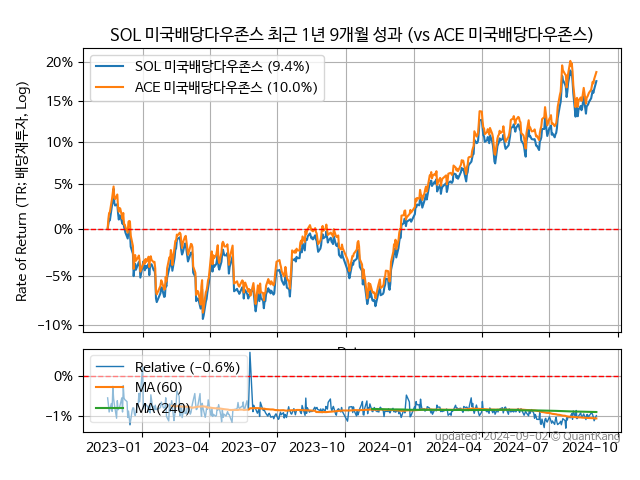 SOL 미국배당다우존스 최근 1년 9개월 성과 (vs ACE 미국배당다우존스)
Rate of Return (TR: 배당재투자, Log)
20%
15%
10%
5%
0%
−5%
−10%
SOL 미국배당다우존스 (9.4%)
ACE 미국배당다우존스 (10.0%)
0%
−1%
Relative (−0.6%)
MA(60)
MA(240)
updated: 2024-09-02 © QuantKang
2023−01 2023−04 2023−07 2023−10 2024−01 2024−04 2024−07 2024−10